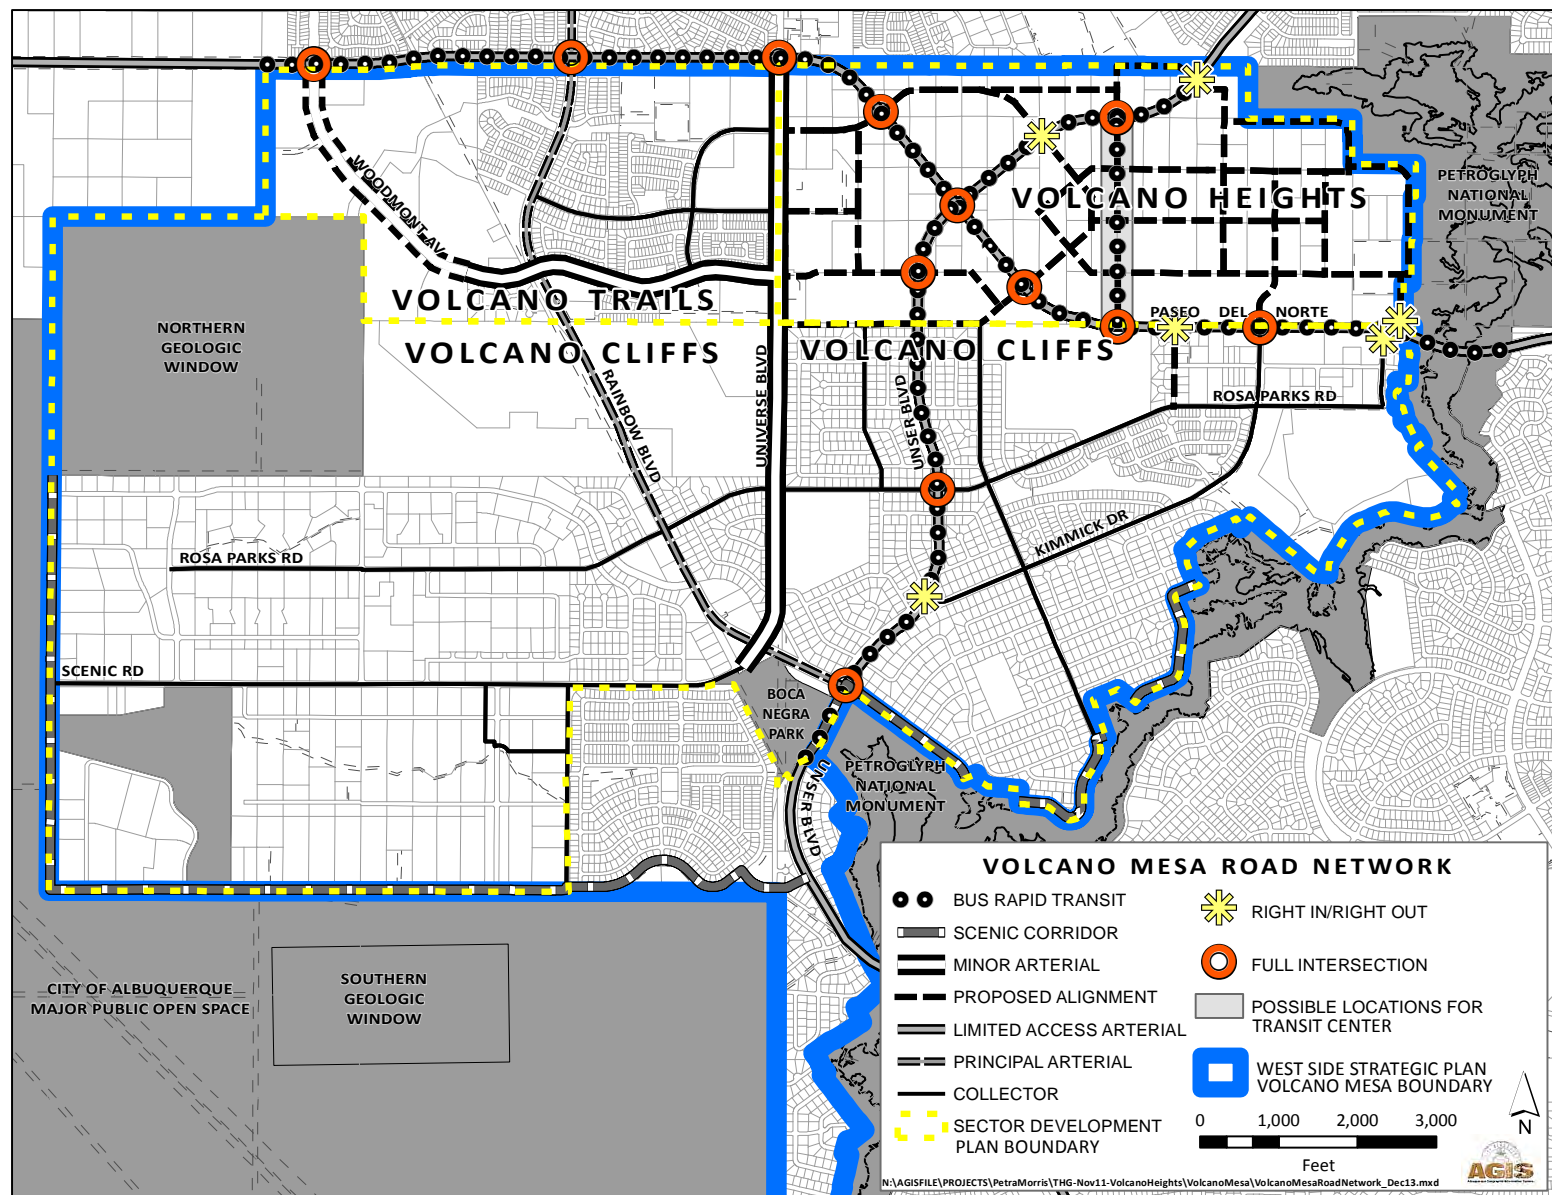 WOODMONT AV
VOLCANO HEIGHTS
PETROGLYPH
NATIONAL
MONUMENT
VOLCANO TRAILS
PASEO DEL NORTE
NORTHERN
GEOLOGIC
WINDOW
VOLCANO CLIFFS
VOLCANO CLIFFS
UNIVERSE BLVD
RAINBOW BLVD
UNSER BLVD
ROSA PARKS RD
KIMMICK DR
ROSA PARKS RD
SCENIC RD
BOCA
NEGRA
PARK
PETROGLYPH
NATIONAL
MONUMENT
UNSER BLVD
CITY OF ALBUQUERQUE
MAJOR PUBLIC OPEN SPACE
SOUTHERN
GEOLOGIC
WINDOW
VOLCANO MESA ROAD NETWORK
BUS RAPID TRANSIT
SCENIC CORRIDOR
MINOR ARTERIAL
PROPOSED ALIGNMENT
LIMITED ACCESS ARTERIAL
PRINCIPAL ARTERIAL
COLLECTOR
SECTOR DEVELOPMENT
PLAN BOUNDARY
RIGHT IN/RIGHT OUT
FULL INTERSECTION
POSSIBLE LOCATIONS FOR
TRANSIT CENTER
WEST SIDE STRATEGIC PLAN
VOLCANO MESA BOUNDARY
0 1,000 2,000 3,000
Feet
N
AGIS
N:\AGISFILE\PROJECTS\PetraMorris\THG-Nov11-VolcanoHeights\VolcanoMesa\VolcanoMesaRoadNetwork_Dec13.mxd